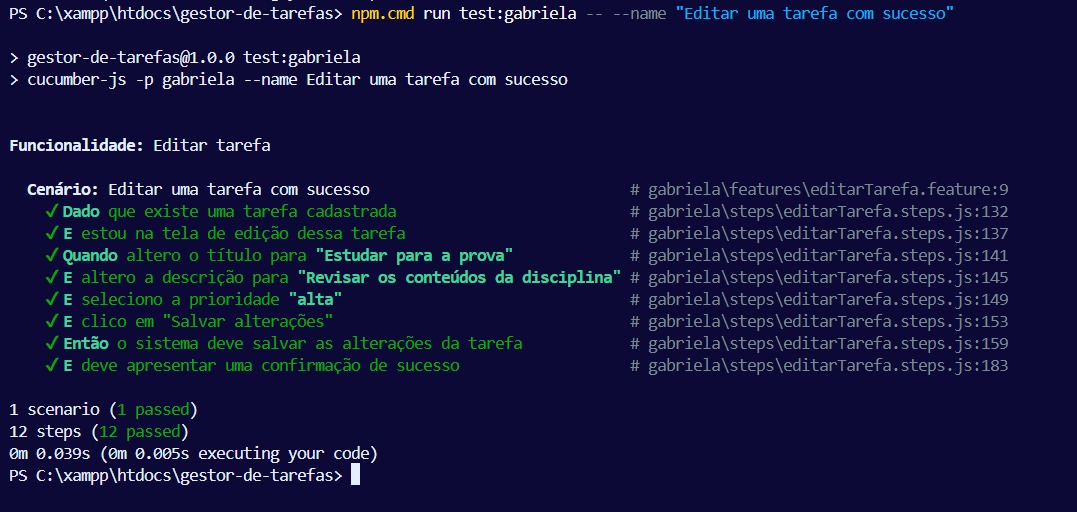 PS C:\xampp\htdocs\gestor-de-tarefas> npm.cmd run test:gabriela -- --name "Editar uma tarefa com sucesso"
> gestor-de-tarefas@1.0.0 test:gabriela
> cucumber-js -p gabriela --name Editar uma tarefa com sucesso
Funcionalidade: Editar tarefa
Cenário: Editar uma tarefa com sucesso # gabriela\features\editarTarefa.feature:9
✓ Dado que existe uma tarefa cadastrada # gabriela\steps\editarTarefa.steps.js:132
✓ E estou na tela de edição dessa tarefa # gabriela\steps\editarTarefa.steps.js:137
✓ Quando altero o título para "Estudar para a prova" # gabriela\steps\editarTarefa.steps.js:141
✓ E altero a descrição para "Revisar os conteúdos da disciplina" # gabriela\steps\editarTarefa.steps.js:145
✓ E seleciono a prioridade "alta" # gabriela\steps\editarTarefa.steps.js:149
✓ E clico em "Salvar alterações" # gabriela\steps\editarTarefa.steps.js:153
✓ Então o sistema deve salvar as alterações da tarefa # gabriela\steps\editarTarefa.steps.js:159
✓ E deve apresentar uma confirmação de sucesso # gabriela\steps\editarTarefa.steps.js:183
1 scenario (1 passed)
12 steps (12 passed)
0m 0.039s (0m 0.005s executing your code)
PS C:\xampp\htdocs\gestor-de-tarefas>